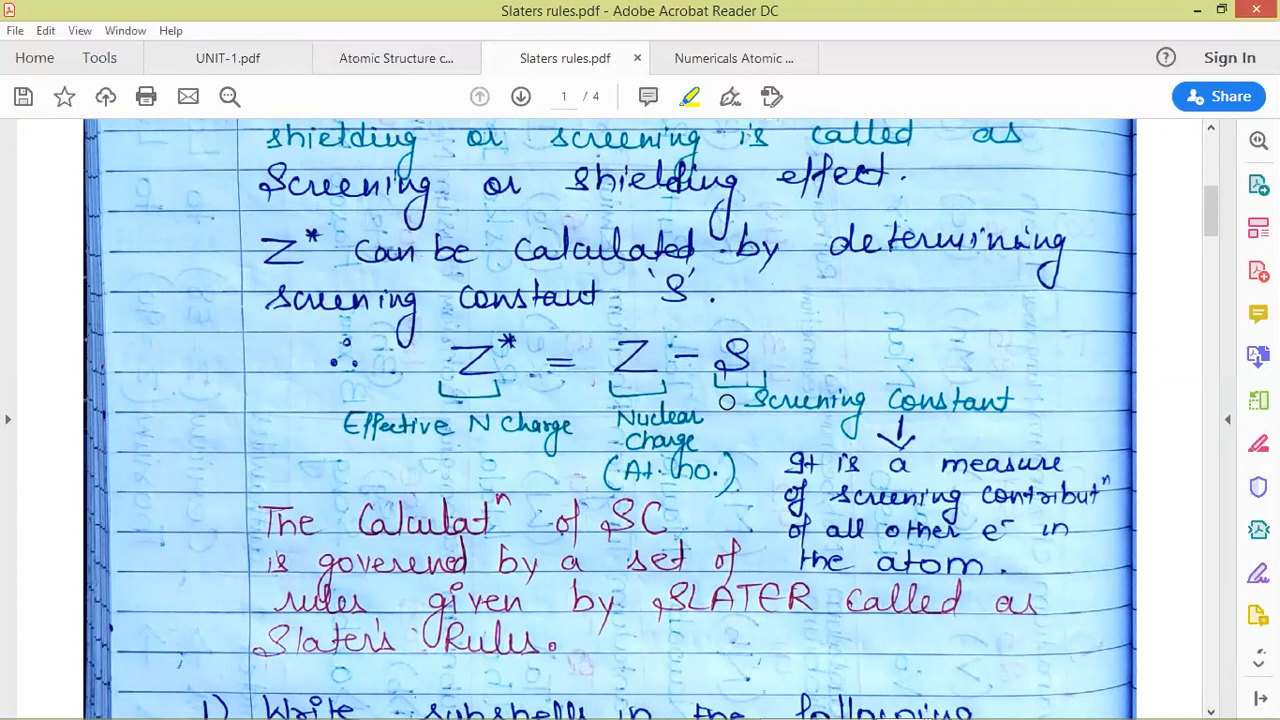 Slaters rules.pdf - Adobe Acrobat Reader DC
File Edit View Window Help
Home Tools UNIT-1.pdf Atomic Structure c... Slaters rules.pdf × Numericals Atomic ... Sign In
1 / 4 Share
shielding or screening is called as
Screening or shielding effect.
Z* can be calculated by determining
screening constant 'S'.
∴ Z* = Z - S
Screening Constant
Effective N Charge
Nuclear
Charge
(At. no.)
It is a measure
of screening contributⁿ
of all other e⁻ in
the atom.
The Calculatⁿ of SC
is goverend by a set of
rules given by SLATER called as
Slater's Rules.
1) Write subshells in the following